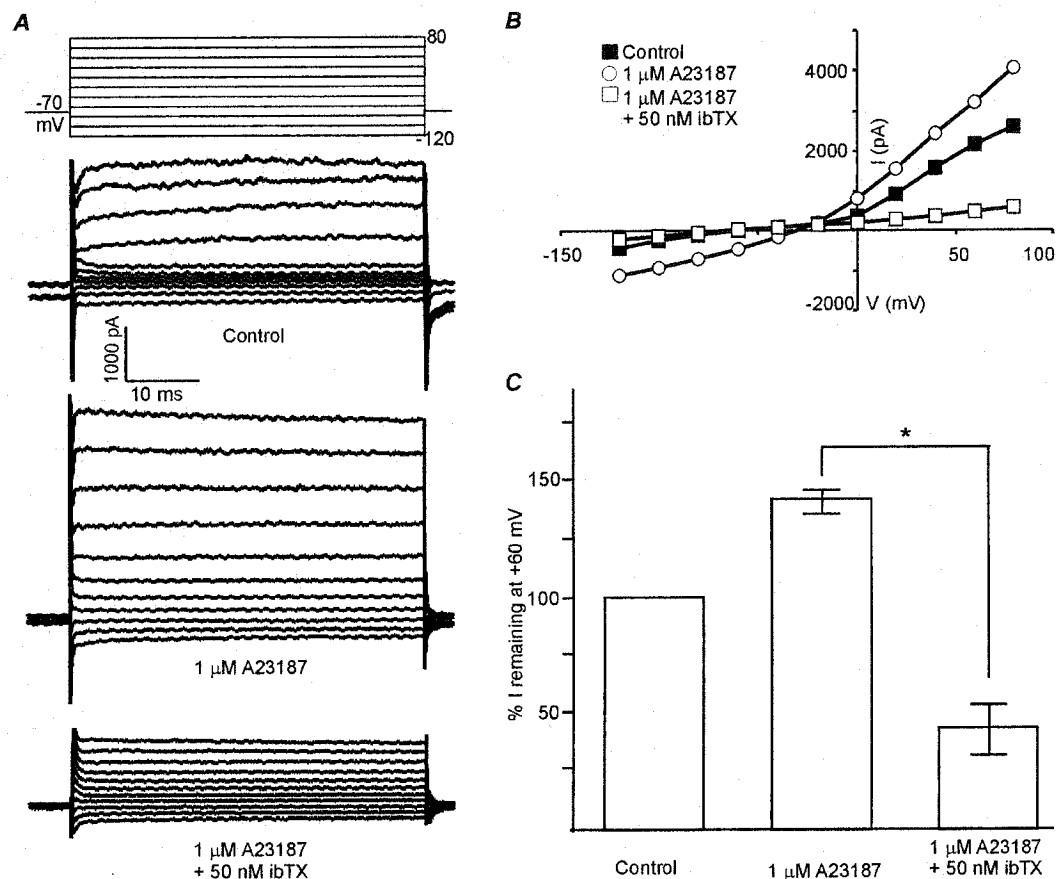 A
80
-70
mV
-120
Control
1000 pA
10 ms
1 µM A23187
1 µM A23187
+ 50 nM ibTX
B
Control
1 µM A23187
1 µM A23187
+ 50 nM ibTX
4000
2000
I (pA)
-150
50
100
-2000
V (mV)
C
% I remaining at +60 mV
150
100
50
*
Control
1 µM A23187
1 µM A23187
+ 50 nM ibTX